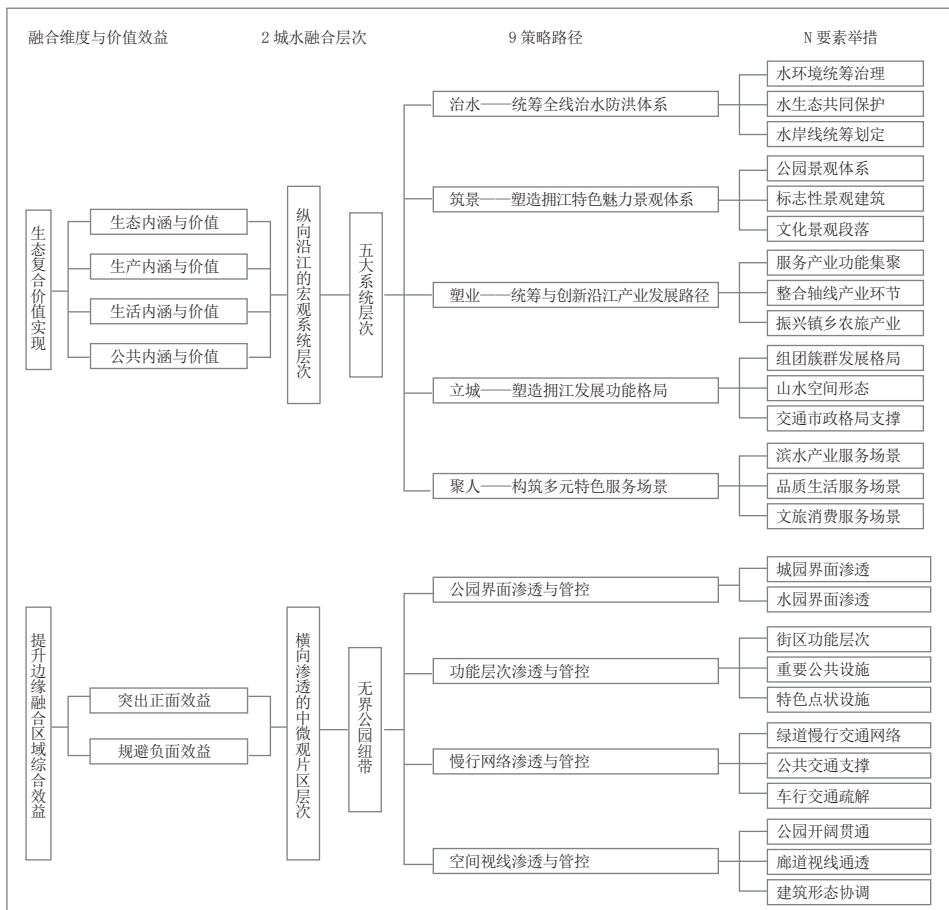 融合维度与价值效益
2 城水融合层次
9 策略路径
N 要素举措
生态复合价值实现
生态内涵与价值
生产内涵与价值
生活内涵与价值
公共内涵与价值
纵向沿江的宏观系统层次
五大系统层次
治水——统筹全线治水防洪体系
水环境统筹治理
水生态共同保护
水岸线统筹划定
筑景——塑造拥江特色魅力景观体系
公园景观体系
标志性景观建筑
文化景观段落
塑业——统筹与创新沿江产业发展路径
服务产业功能集聚
整合轴线产业环节
振兴镇乡农旅产业
立城——塑造拥江发展功能格局
组团簇群发展格局
山水空间形态
交通市政格局支撑
聚人——构筑多元特色服务场景
滨水产业服务场景
品质生活服务场景
文旅消费服务场景
提升边缘融合区域综合效益
突出正面效益
规避负面效益
横向渗透的中微观片区层次
无界公园纽带
公园界面渗透与管控
城园界面渗透
水园界面渗透
功能层次渗透与管控
街区功能层次
重要公共设施
特色点状设施
慢行网络渗透与管控
绿道慢行交通网络
公共交通支撑
车行交通疏解
空间视线渗透与管控
公园开阔贯通
廊道视线通透
建筑形态协调